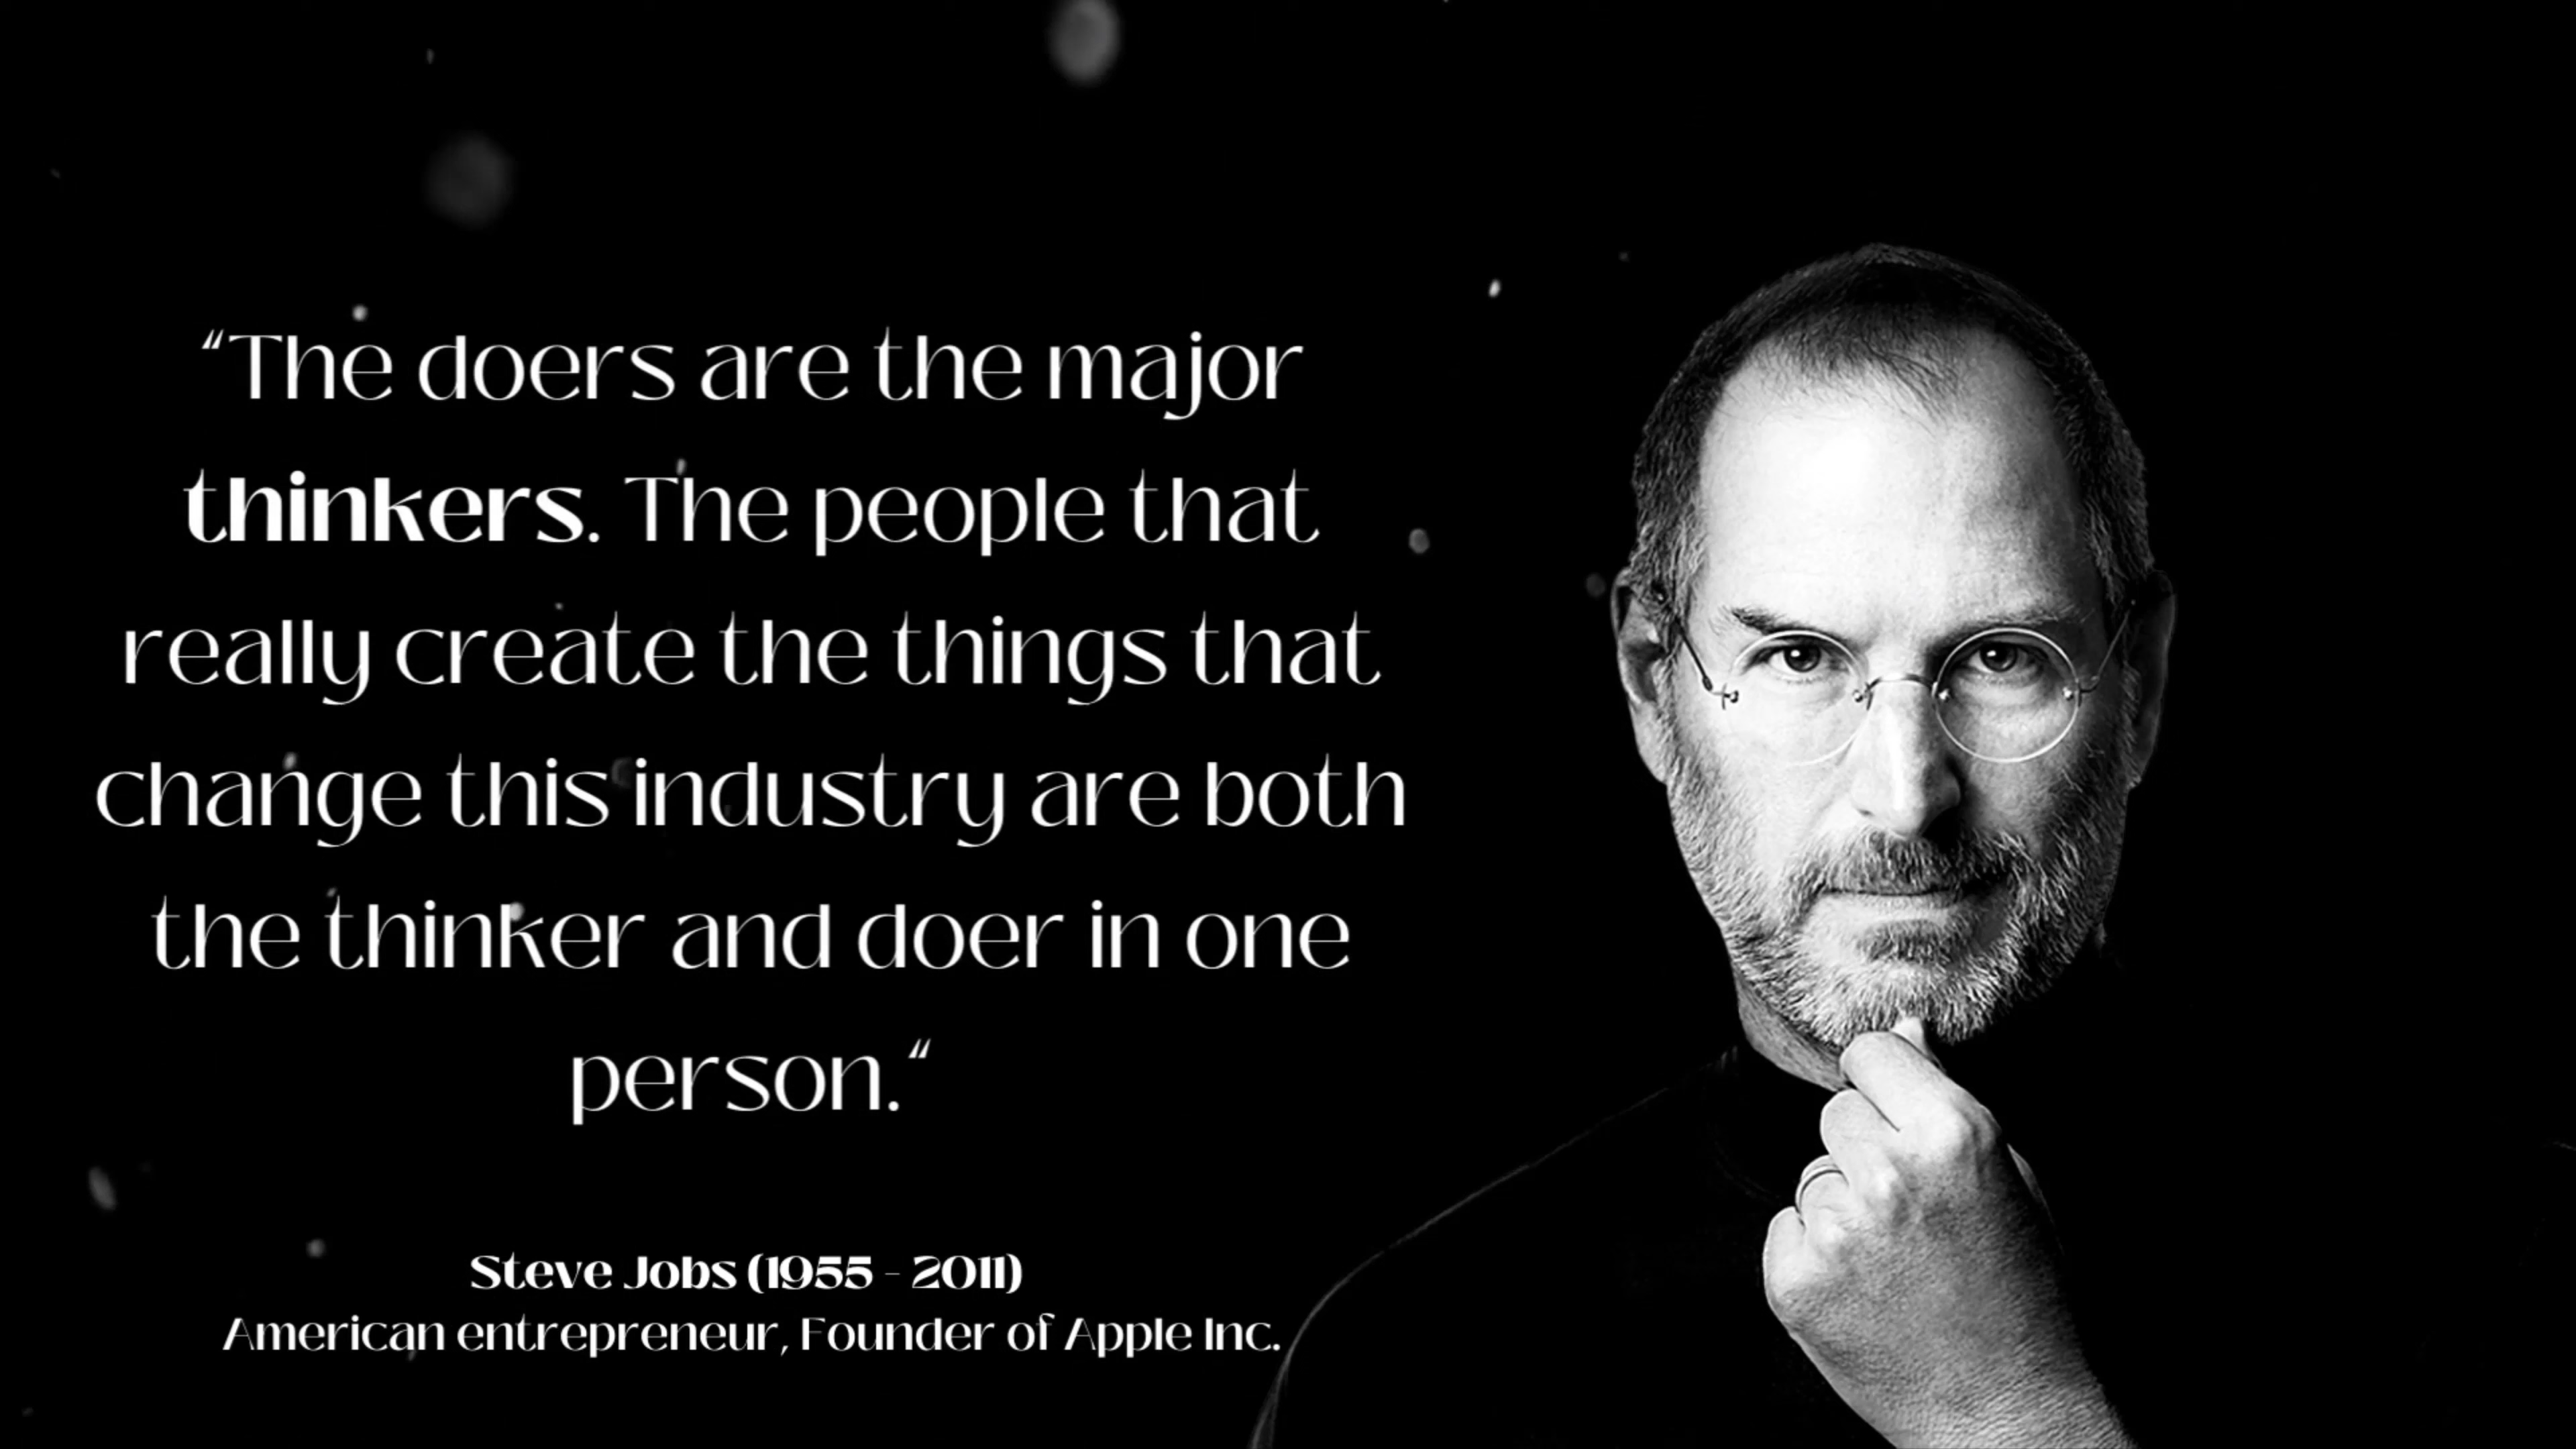 “The doers are the major
thinkers. The people that
really create the things that
change this industry are both
the thinker and doer in one
person.“
Steve Jobs (1955 - 2011)
American entrepreneur, Founder of Apple Inc.